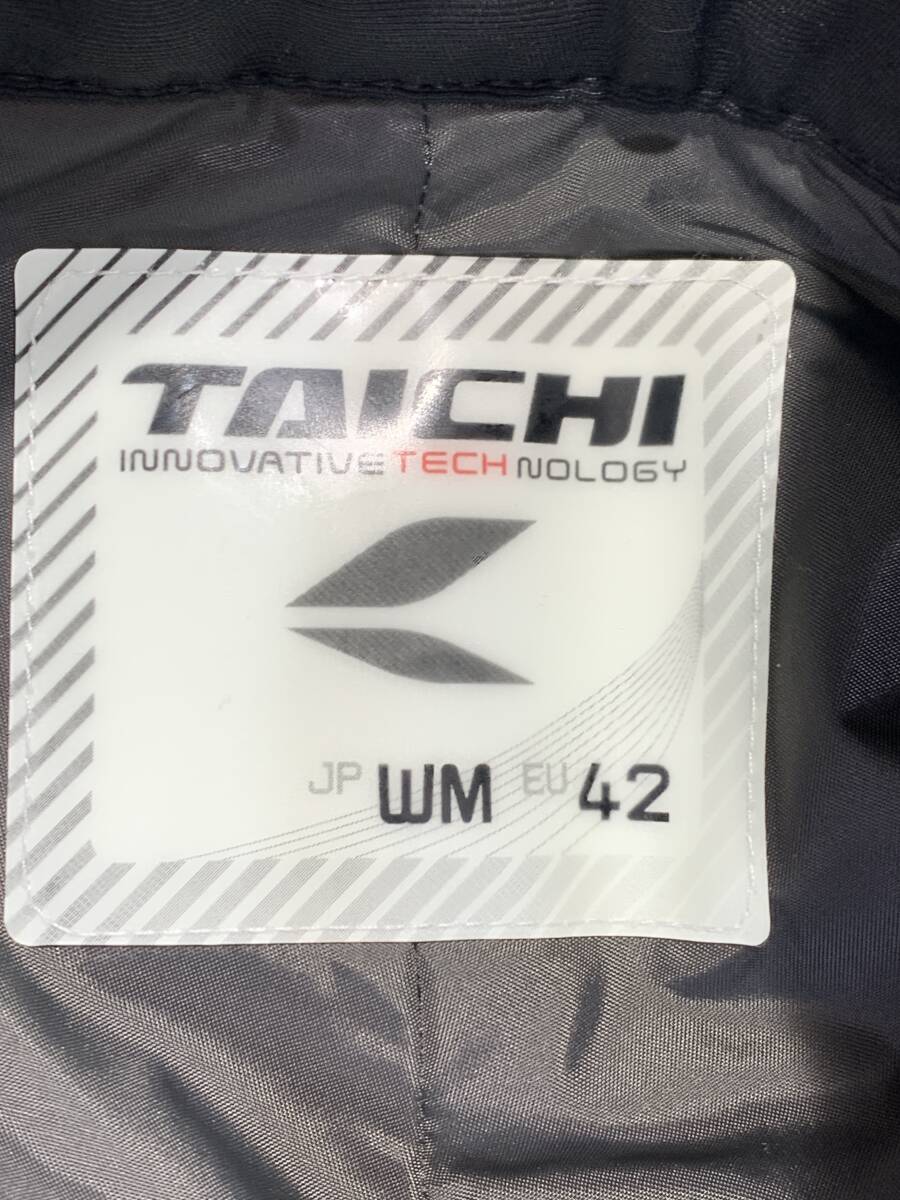 TAICHI
INNOVATIVE TECHNOLOGY
JP WM EU 42